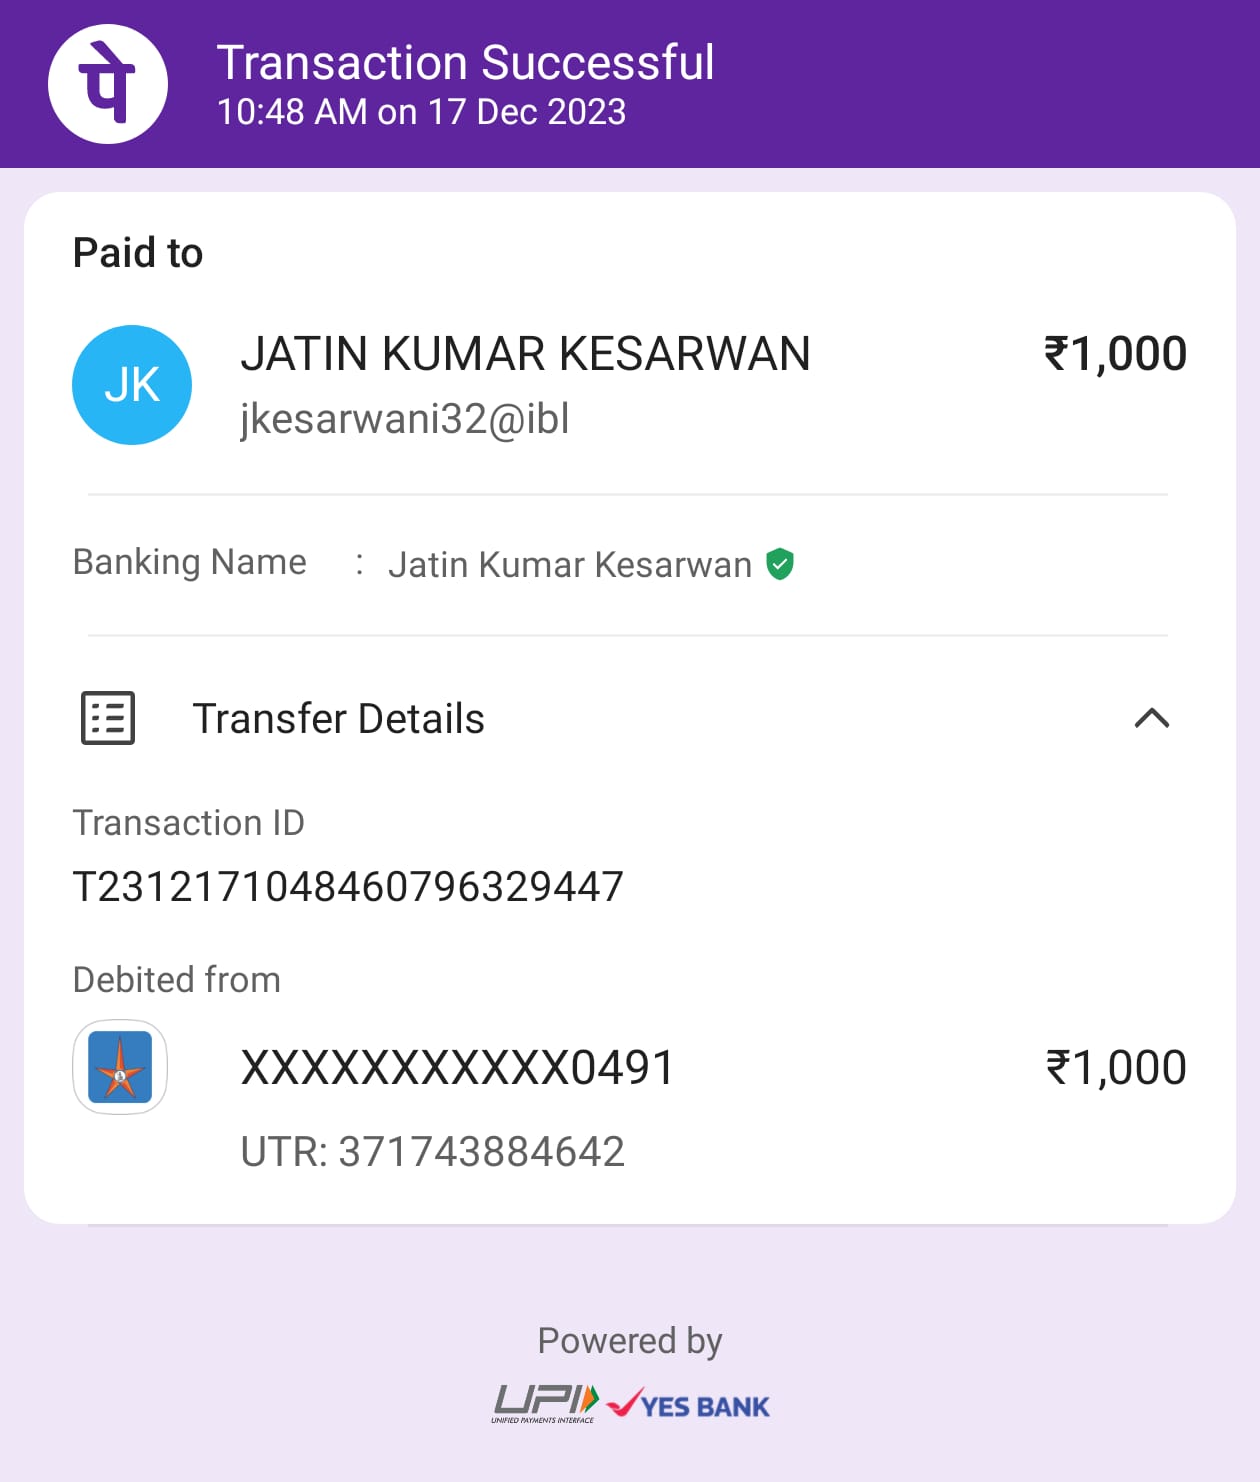 पे
Transaction Successful
10:48 AM on 17 Dec 2023
Paid to
JK
JATIN KUMAR KESARWAN
₹1,000
jkesarwani32@ibl
Banking Name : Jatin Kumar Kesarwan
Transfer Details
Transaction ID
T2312171048460796329447
Debited from
XXXXXXXXXXX0491
₹1,000
UTR: 371743884642
Powered by
UPI
UNIFIED PAYMENTS INTERFACE
YES BANK